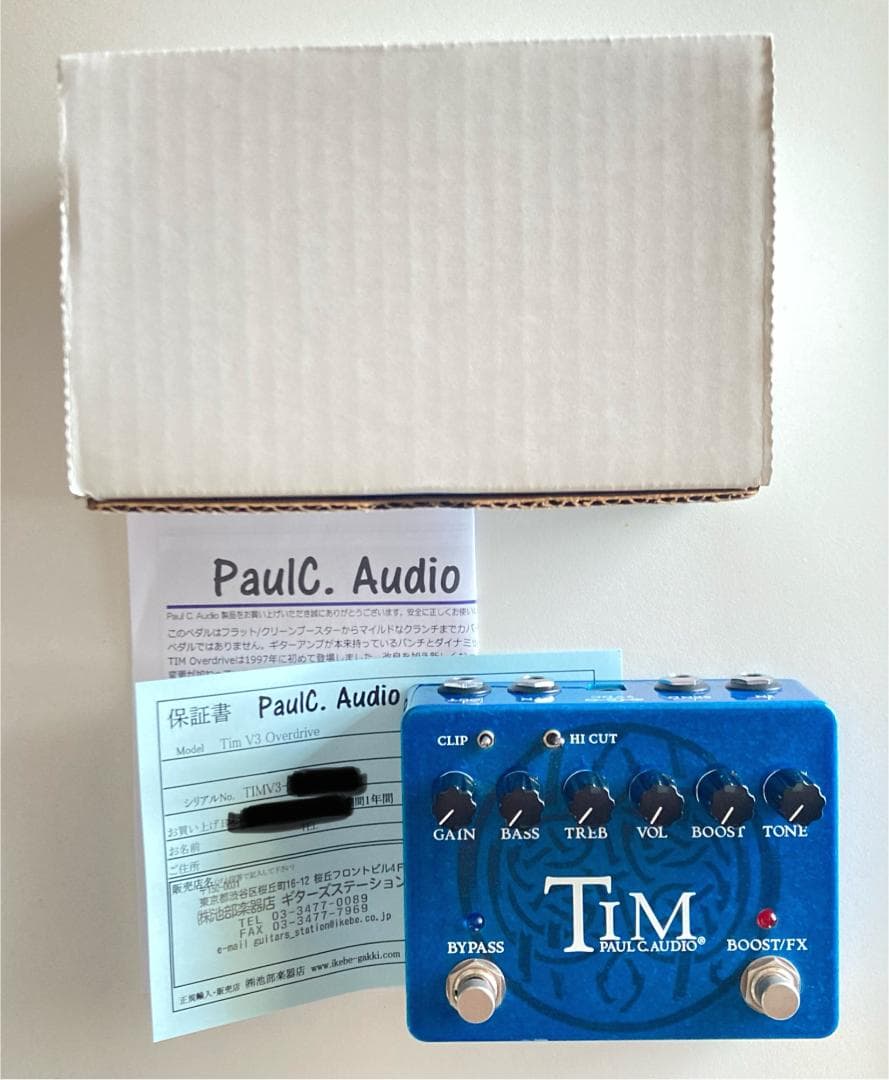 PaulC. Audio
Paul C. Audio 製品をお買い上げいただき誠にありがとうございます。安全に正しくお使い
このペダルはフラット/クリーンブースターからマイルドなクランチまでカバ
ペダルではありません。ギターアンプが本来持っているパンチとダイナミ
TIM Overdriveは1997年に初めて登場しました。
保証書 PaulC. Audio
Model Tim V3 Overdrive
シリアルNo. TIMV3-
間1年間
お買い上げ
TEL
お名前
ご住所
販売店名
〒150-0031
東京都渋谷区桜丘町16-12 桜丘フロントビル4F
㈱池部楽器店 ギターズステーション
TEL 03-3477-0089
FAX 03-3477-7969
e-mail guitars_station@ikebe.co.jp
正規輸入・販売店 ㈱池部楽器店 www.ikebe-gakki.com
CLIP HI CUT
GAIN BASS TREB VOL BOOST TONE
TIM
PAUL C. AUDIO®
BYPASS BOOST/FX